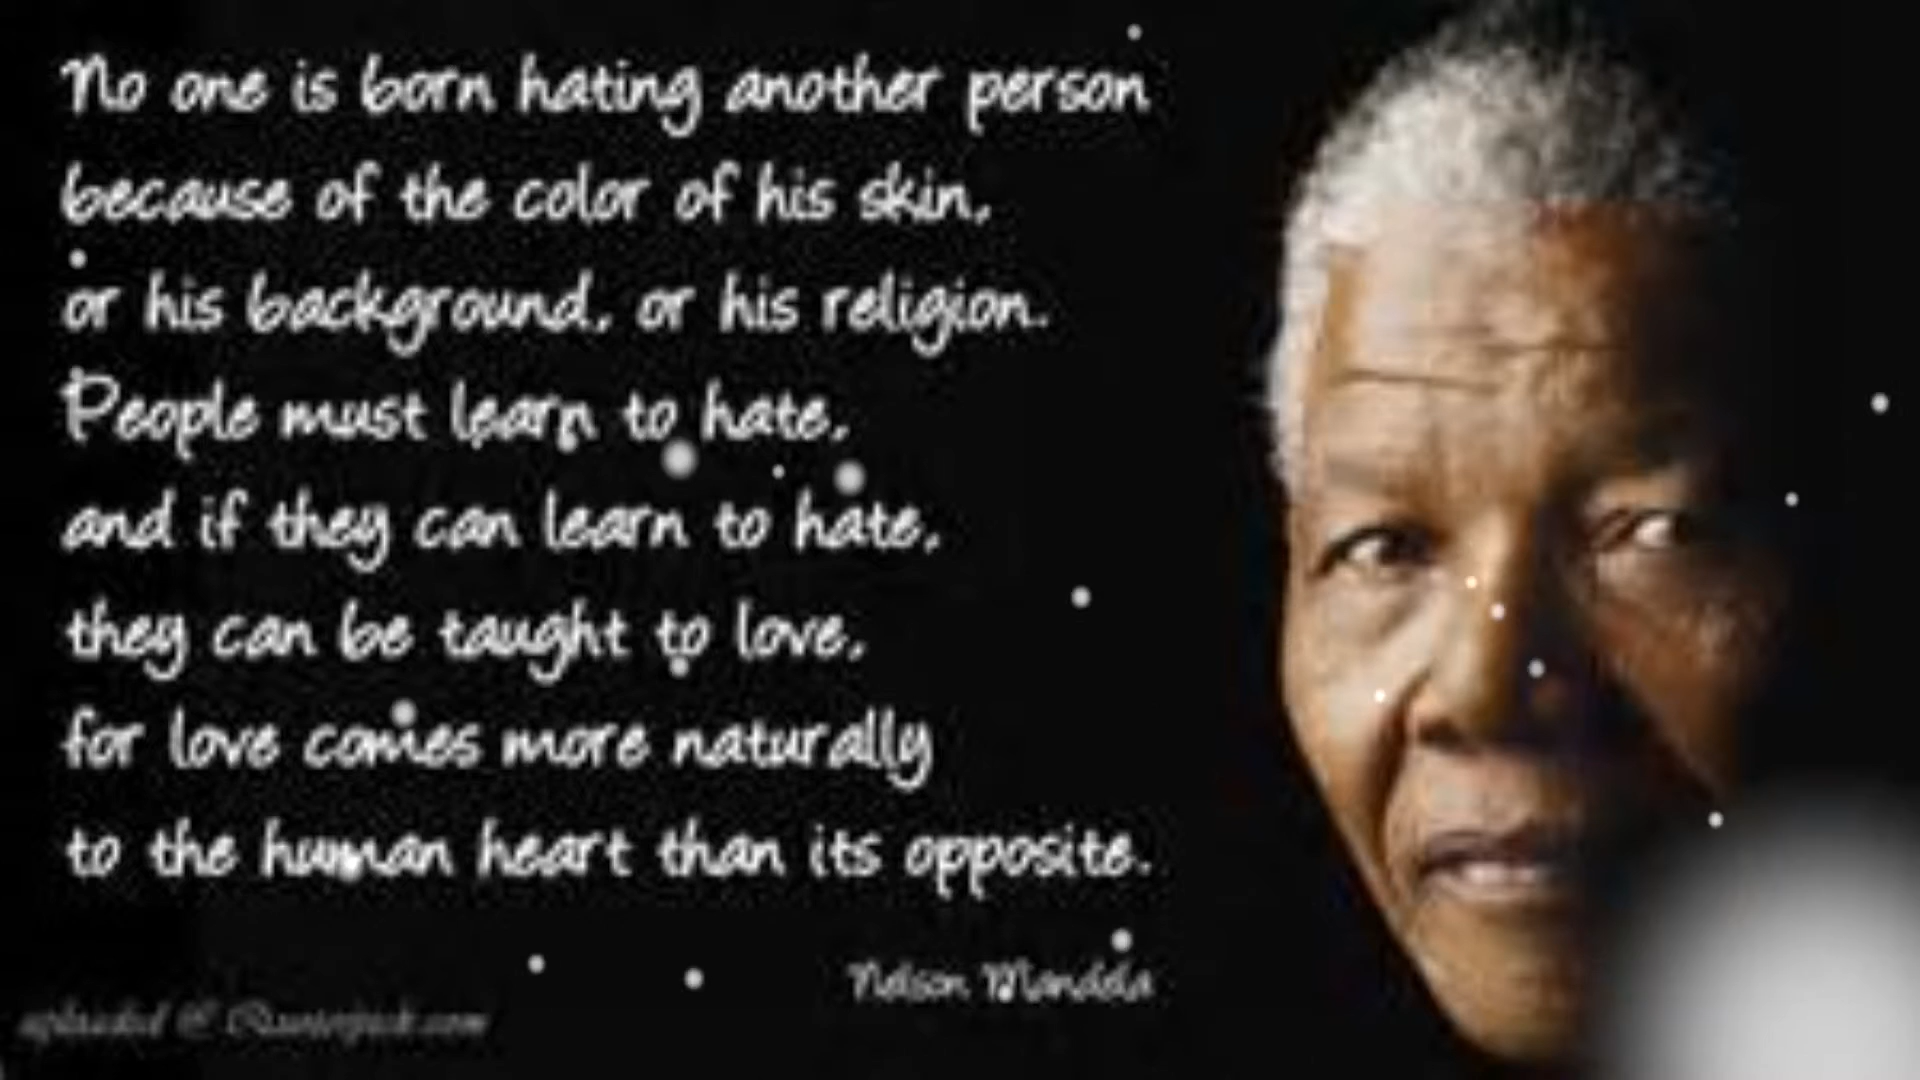 No one is born hating another person
because of the color of his skin,
or his background, or his religion.
People must learn to hate,
and if they can learn to hate,
they can be taught to love,
for love comes more naturally
to the human heart than its opposite.
Nelson Mandela
uploaded @